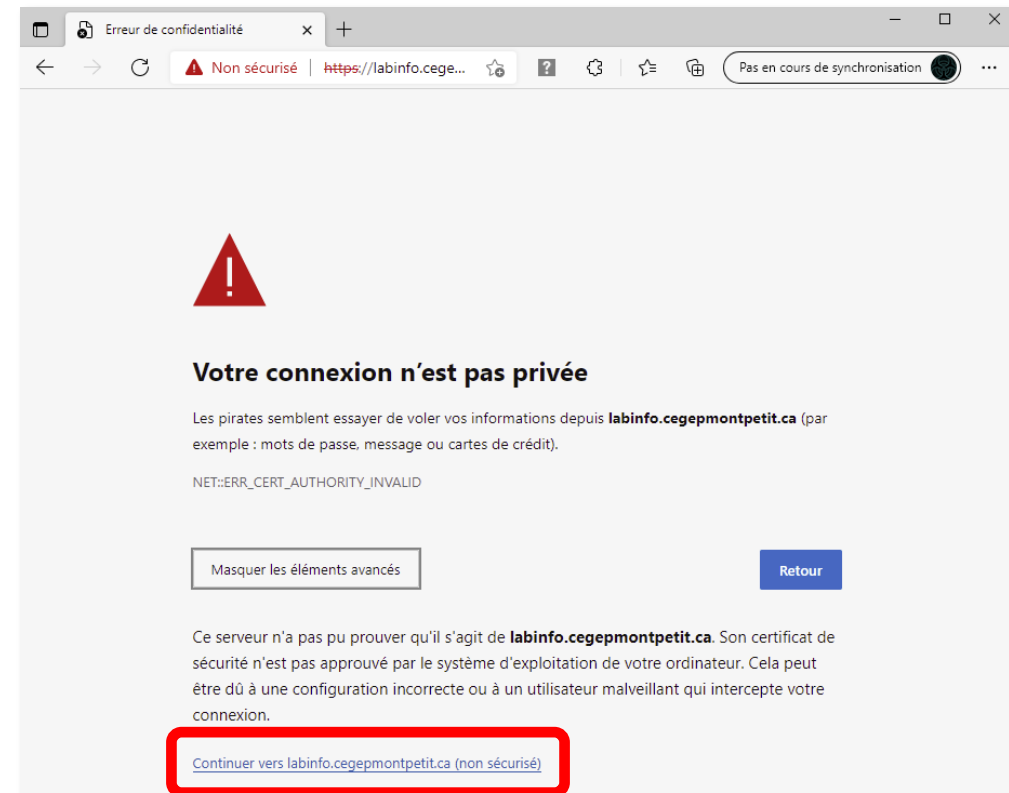 Erreur de confidentialité
Non sécurisé | https://labinfo.cege...
Pas en cours de synchronisation
Votre connexion n’est pas privée
Les pirates semblent essayer de voler vos informations depuis labinfo.cegepmontpetit.ca (par
exemple : mots de passe, message ou cartes de crédit).
NET::ERR_CERT_AUTHORITY_INVALID
Masquer les éléments avancés
Retour
Ce serveur n'a pas pu prouver qu'il s'agit de labinfo.cegepmontpetit.ca. Son certificat de
sécurité n'est pas approuvé par le système d'exploitation de votre ordinateur. Cela peut
être dû à une configuration incorrecte ou à un utilisateur malveillant qui intercepte votre
connexion.
Continuer vers labinfo.cegepmontpetit.ca (non sécurisé)